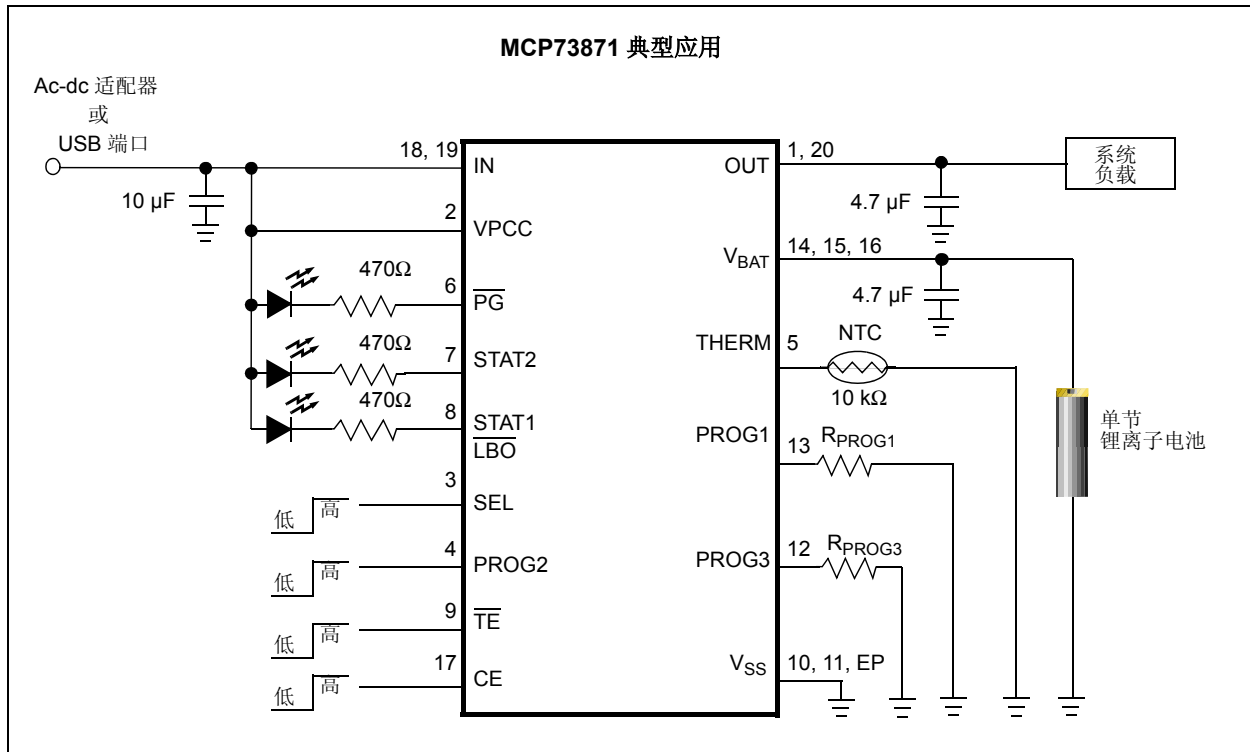 MCP73871 典型应用
Ac-dc 适配器
或
USB 端口
18, 19
IN
OUT
1, 20
系统
负载
10 µF
4.7 µF
2
VPCC
V_BAT
14, 15, 16
470Ω
6
PG
4.7 µF
THERM
5
NTC
470Ω
7
STAT2
10 kΩ
470Ω
8
STAT1
LBO
PROG1
13
R_PROG1
单节
锂离子电池
低
高
3
SEL
低
高
4
PROG2
PROG3
12
R_PROG3
低
高
9
TE
低
高
17
CE
V_SS
10, 11, EP